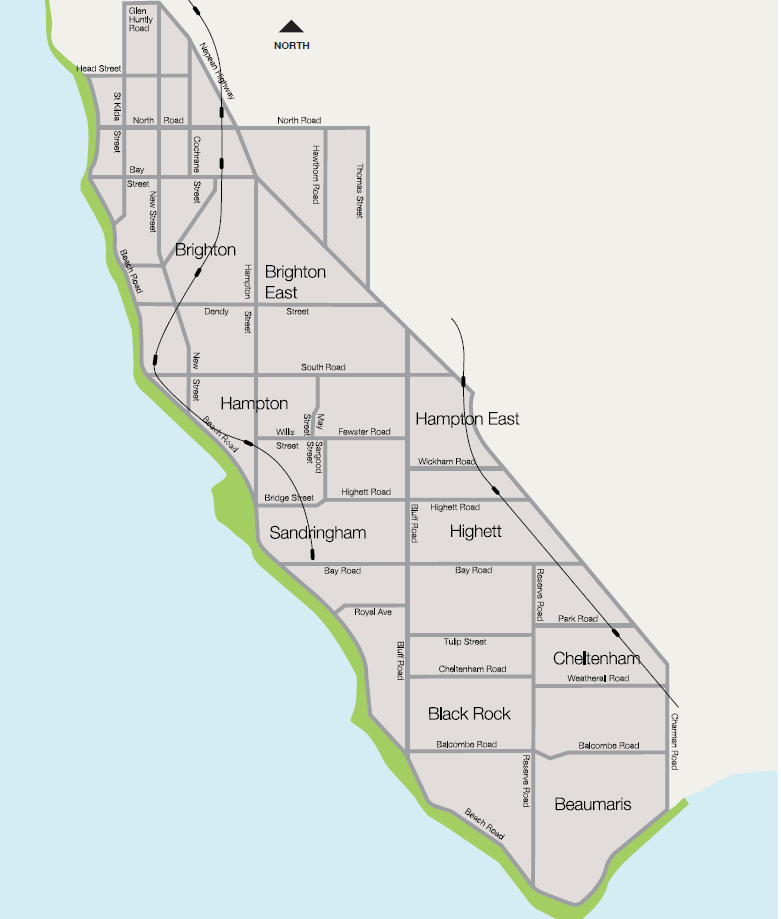 Glen
Huntly
Road
NORTH
Nepean Highway
Head Street
St Kilda
Street
North Road
North Road
Cochrane
Street
Hawthorn Road
Thomas Street
Bay
Street
New Street
Brighton
Beach Road
Hampton
Street
Brighton
East
Dendy Street
New
Street
South Road
Hampton
Beach Road
May
Street
Hampton East
Wills
Street
Fewster Road
Sargood
Street
Wickham Road
Bridge Street
Highett Road
Highett Road
Bluff Road
Sandringham
Highett
Bay Road
Bay Road
Reserve Road
Royal Ave
Park Road
Bluff Road
Tulip Street
Cheltenham
Cheltenham Road
Weatherall Road
Black Rock
Charman Road
Balcombe Road
Balcombe Road
Reserve Road
Beaumaris
Beach Road